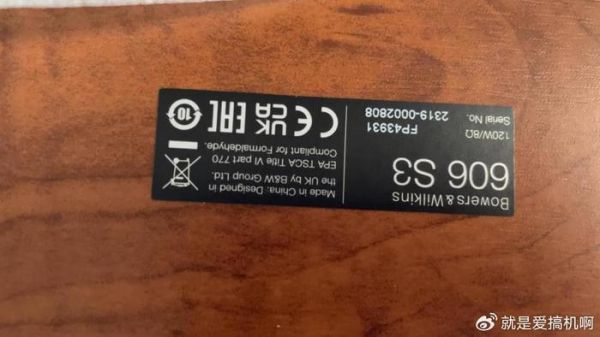 Bowers & Wilkins
606 S3
120W/8Ω
Serial No.
FP43931
2319-0002808
Made in China. Designed in
the UK by B&W Group Ltd.
EPA TSCA Title VI part 770
Compliant for Formaldehyde.
CE UKCA EAC 10
就是爱搞机啊